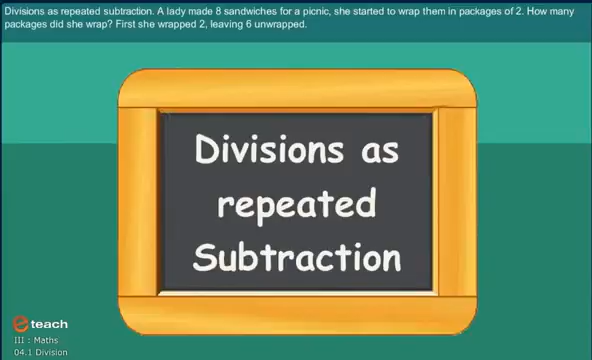 Divisions as repeated subtraction. A lady made 8 sandwiches for a picnic, she started to wrap them in packages of 2. How many
packages did she wrap? First she wrapped 2, leaving 6 unwrapped.
Divisions as
repeated
Subtraction
e teach
III : Maths
04.1 Division